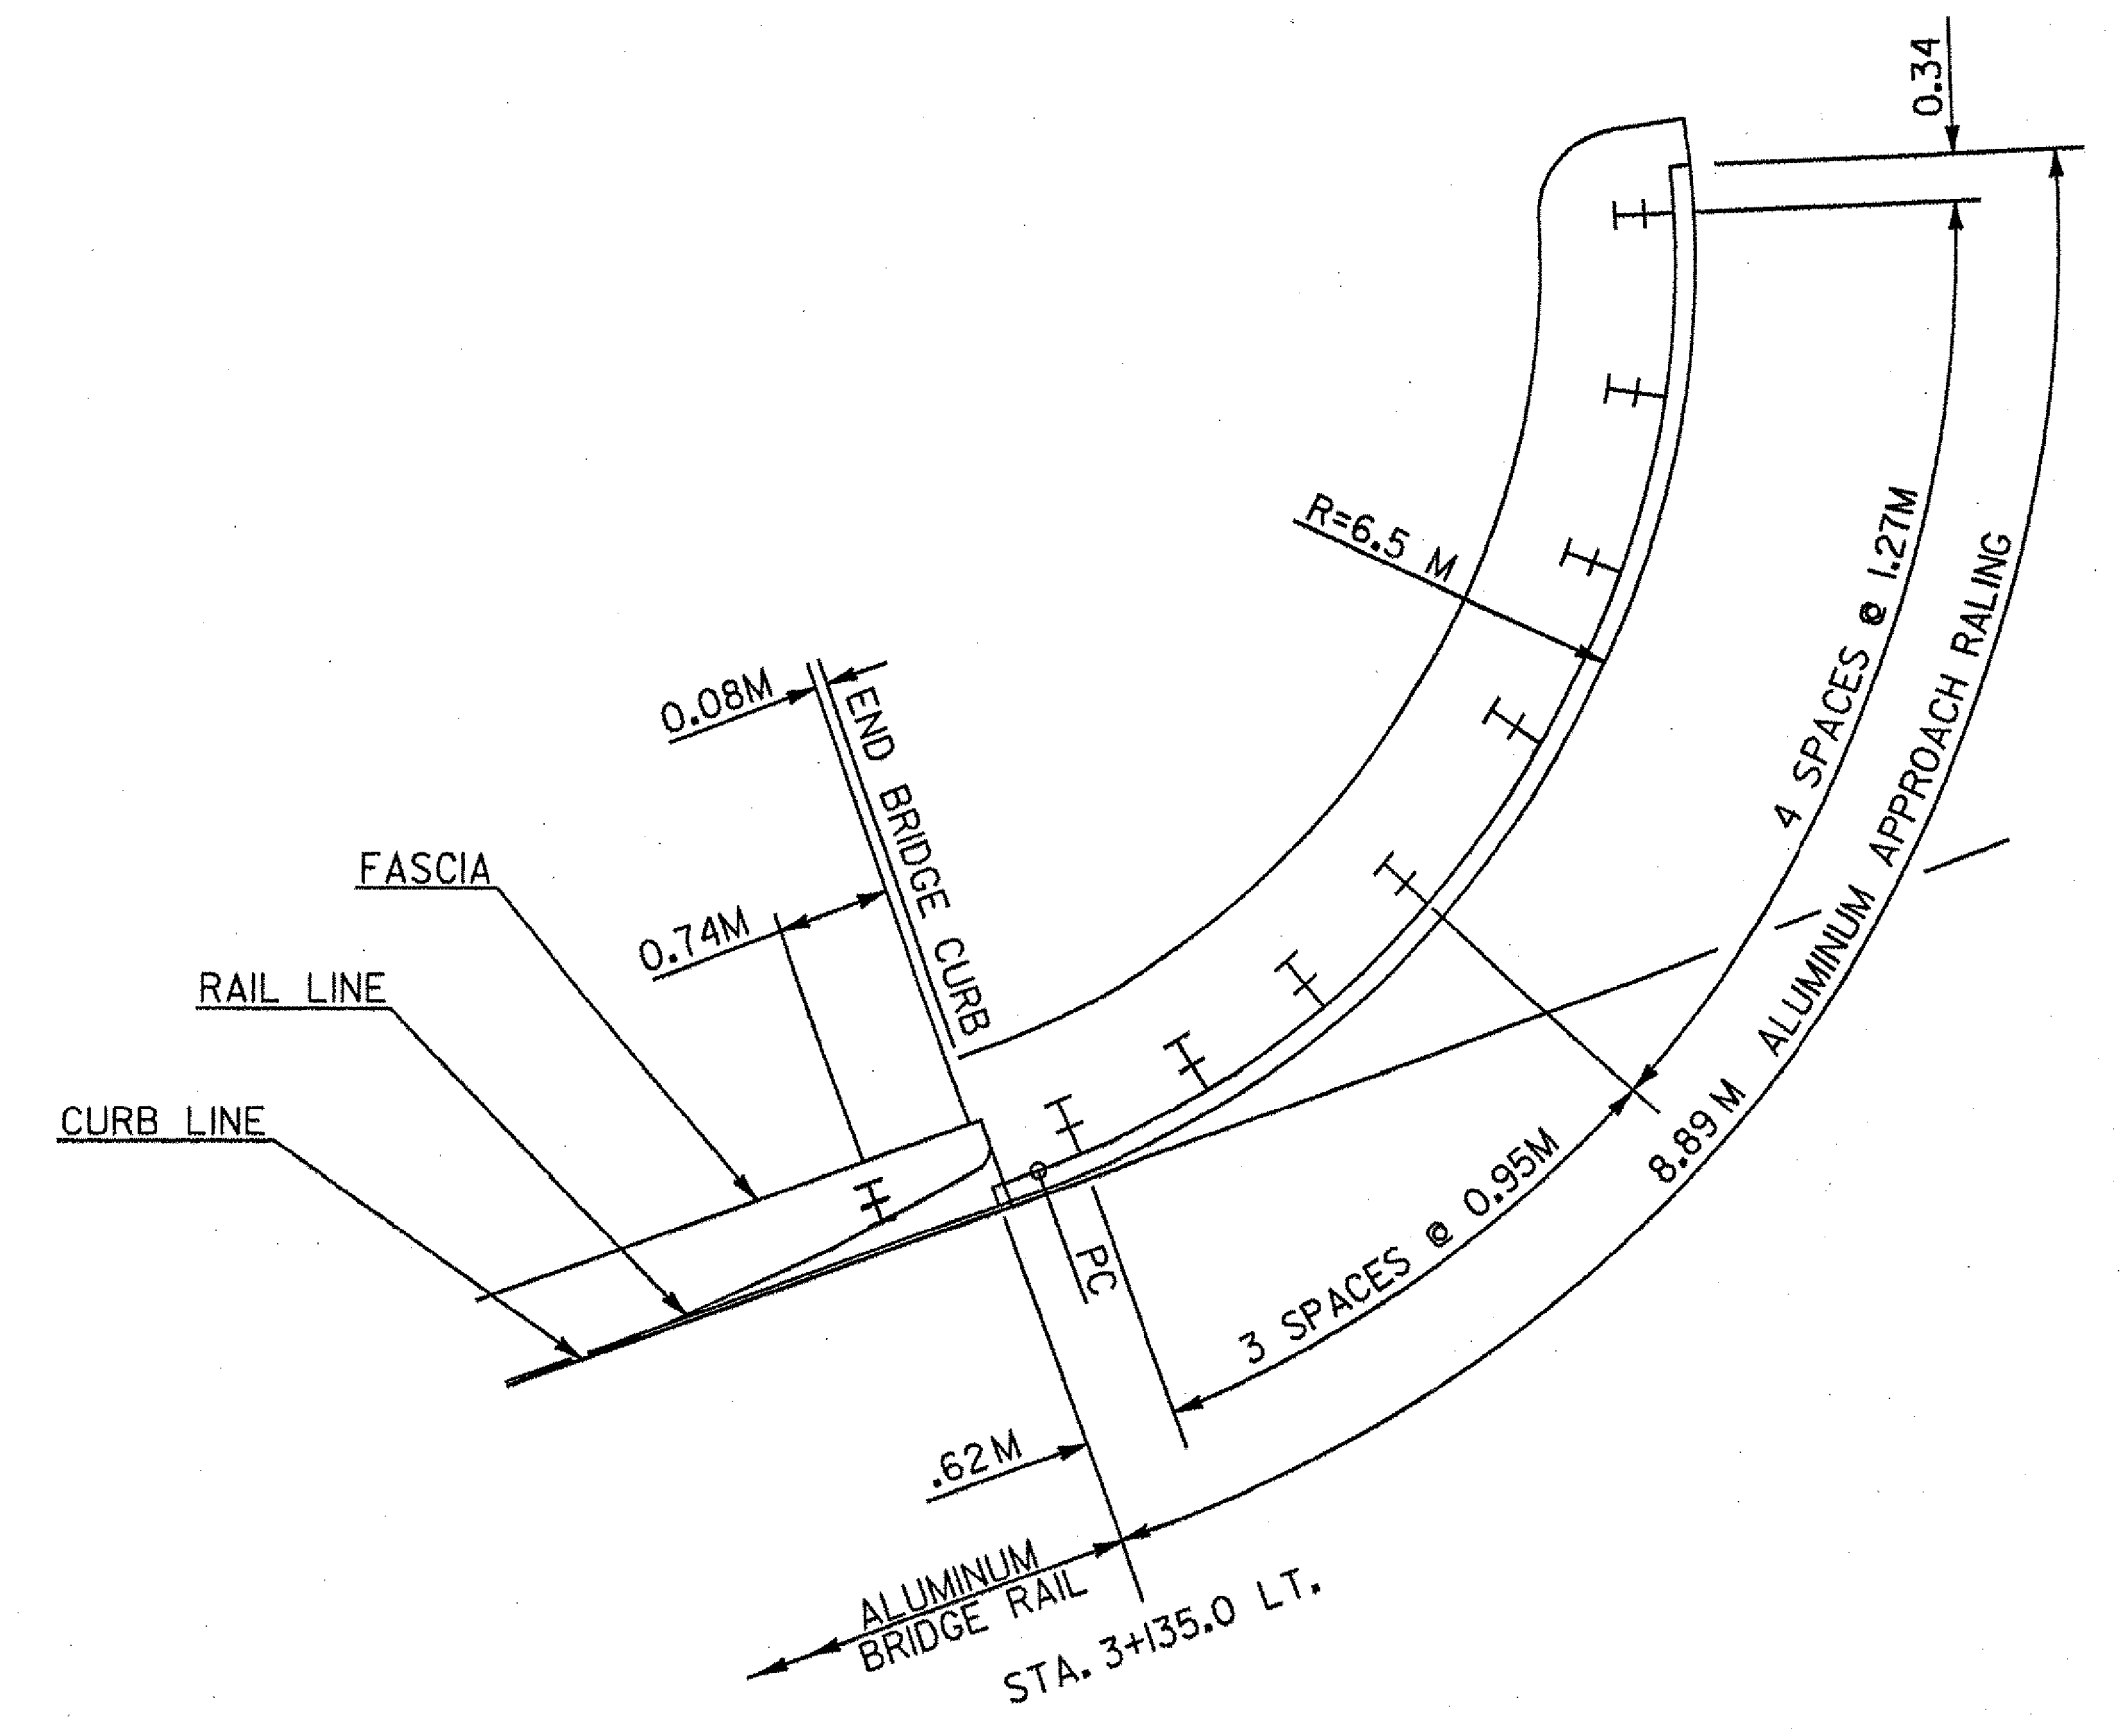 0.34
R=6.5 M
4 SPACES @ 1.27M
0.08M
END BRIDGE CURB
FASCIA
0.74M
RAIL LINE
CURB LINE
8.89 M ALUMINUM APPROACH RALING
PC
3 SPACES @ 0.95M
.62M
ALUMINUM
BRIDGE RAIL
STA. 3+135.0 LT.